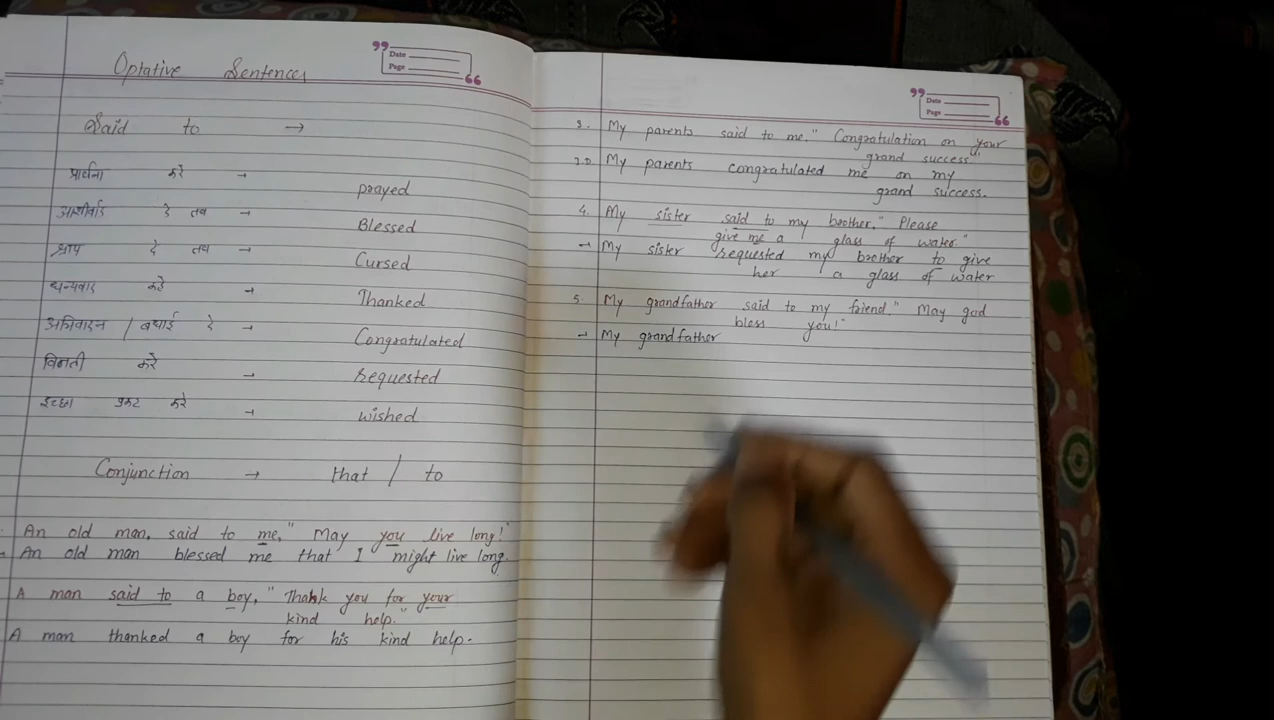 Optative Sentences
Date
Page
Said to →
प्रार्थना करे → prayed
आशीर्वाद दे तब → Blessed
श्राप दे तब → Cursed
धन्यवाद करे → Thanked
अभिवादन / बधाई दे → Congratulated
विनती करे → requested
इच्छा प्रकट करे → wished
Conjunction → that / to
An old man, said to me," May you live long!"
An old man blessed me that I might live long.
A man said to a boy," Thank you for your
kind help."
A man thanked a boy for his kind help.
Date
Page
3. My parents said to me." Congratulation on your
grand success"
My parents congratulated me on my
grand success.
4. My sister said to my brother." Please
give me a glass of water."
→ My sister requested my brother to give
her a glass of water
5. My grandfather said to my friend." May god
bless you!"
→ My grandfather